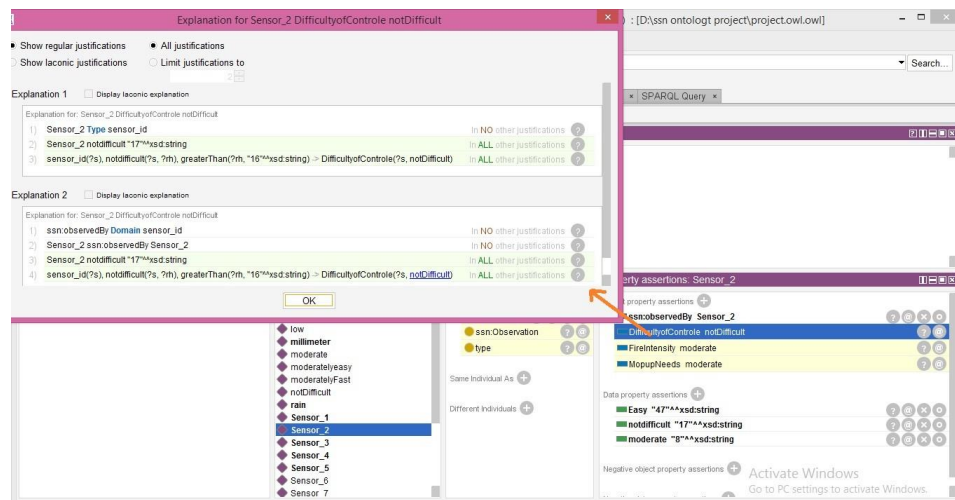 Explanation for Sensor_2 DifficultyofControle notDifficult
) : [D:\ssn ontologt project\project.owl.owl]
Show regular justifications
All justifications
Show laconic justifications
Limit justifications to
2
Search...
SPARQL Query
Explanation 1
Display laconic explanation
Explanation for: Sensor_2 DifficultyofControle notDifficult
1) Sensor_2 Type sensor_id In NO other justifications
2) Sensor_2 notdifficult "17"^^xsd:string In ALL other justifications
3) sensor_id(?s), notdifficult(?s, ?rh), greaterThan(?rh, "16"^^xsd:string) -> DifficultyofControle(?s, notDifficult) In ALL other justifications
Explanation 2
Display laconic explanation
Explanation for: Sensor_2 DifficultyofControle notDifficult
1) ssn:observedBy Domain sensor_id In NO other justifications
2) Sensor_2 ssn:observedBy Sensor_2 In NO other justifications
3) Sensor_2 notdifficult "17"^^xsd:string In ALL other justifications
4) sensor_id(?s), notdifficult(?s, ?rh), greaterThan(?rh, "16"^^xsd:string) -> DifficultyofControle(?s, notDifficult) In ALL other justifications
OK
erty assertions: Sensor_2
t property assertions
ssn:observedBy Sensor_2
DifficultyofControle notDifficult
FireIntensity moderate
MopupNeeds moderate
Data property assertions
Easy "47"^^xsd:string
notdifficult "17"^^xsd:string
moderate "8"^^xsd:string
Negative object property assertions
low
millimeter
moderate
moderatelyeasy
moderatelyFast
notDifficult
rain
Sensor_1
Sensor_2
Sensor_3
Sensor_4
Sensor_5
Sensor_6
Sensor_7
ssn:Observation
type
Same Individual As
Different Individuals
Activate Windows
Go to PC settings to activate Windows.